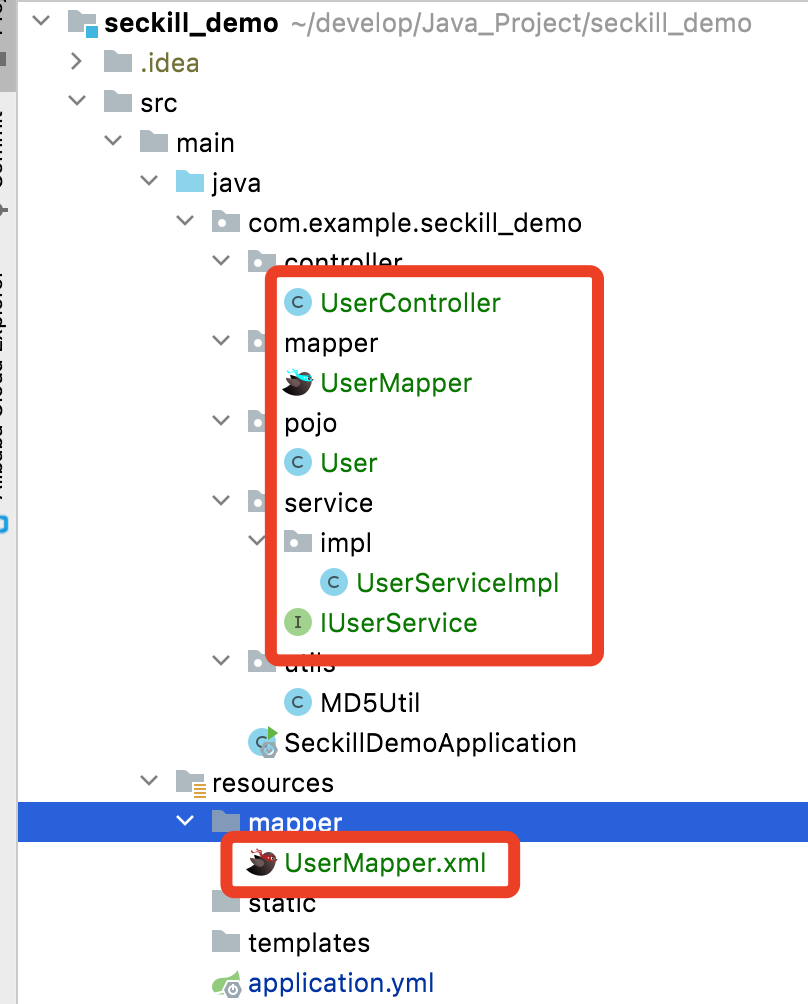 seckill_demo ~/develop/Java_Project/seckill_demo
.idea
src
main
java
com.example.seckill_demo
controller
C UserController
mapper
UserMapper
pojo
C User
service
impl
C UserServiceImpl
I IUserService
utils
C MD5Util
SeckillDemoApplication
resources
mapper
UserMapper.xml
static
templates
application.yml